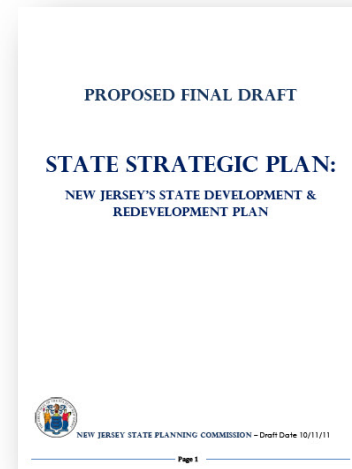 PROPOSED FINAL DRAFT
STATE STRATEGIC PLAN:
NEW JERSEY'S STATE DEVELOPMENT &
REDEVELOPMENT PLAN
NEW JERSEY STATE PLANNING COMMISSION – Draft Date 10/11/11
Page 1